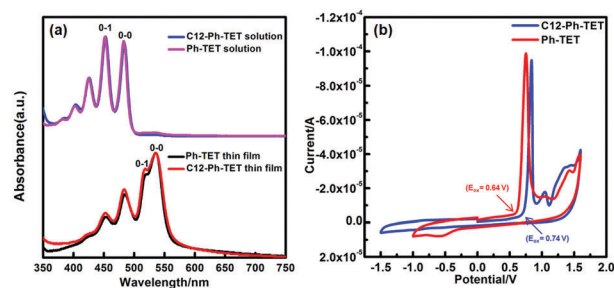 (a)
0-1
0-0
C12-Ph-TET solution
Ph-TET solution
0-0
0-1
Ph-TET thin film
C12-Ph-TET thin film
Absorbance(a.u.)
350 400 450 500 550 600 650 700 750
Wavelength/nm
(b)
C12-Ph-TET
Ph-TET
-1.2x10⁻⁴
-1.0x10⁻⁴
-8.0x10⁻⁵
-6.0x10⁻⁵
-4.0x10⁻⁵
-2.0x10⁻⁵
0.0
2.0x10⁻⁵
Current/A
(Eox= 0.64 V)
(Eox= 0.74 V)
-1.5 -1.0 -0.5 0.0 0.5 1.0 1.5 2.0
Potential/V